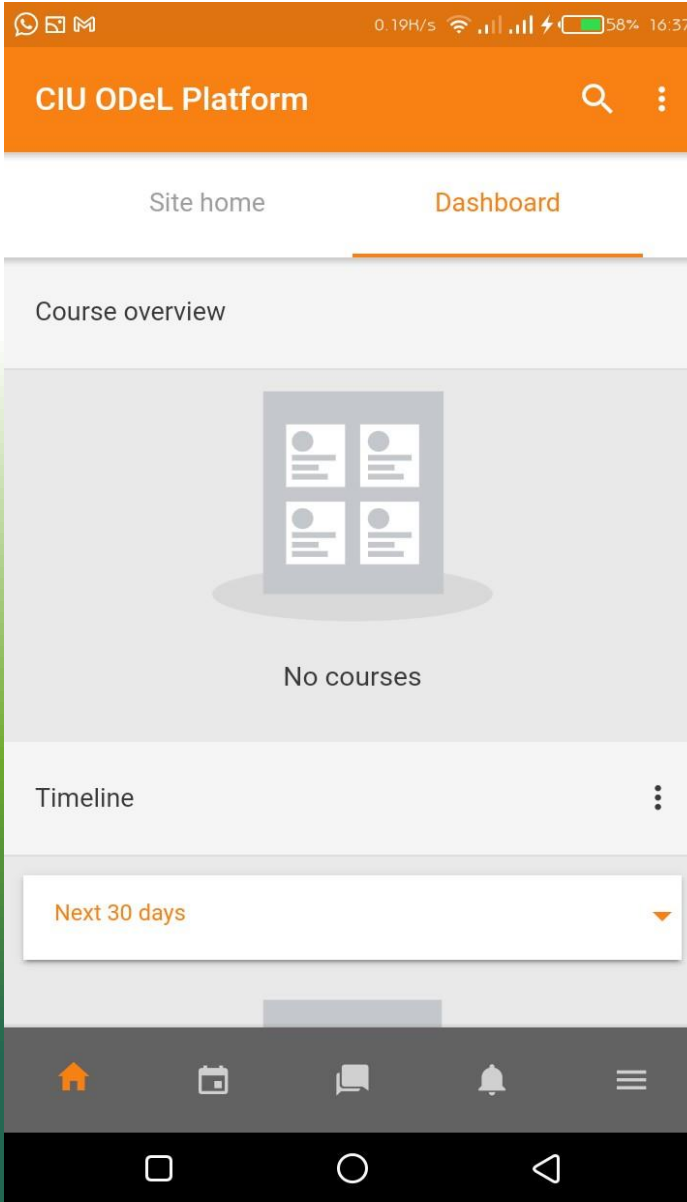 0.19K/s 58% 16:37
CIU ODeL Platform
Site home Dashboard
Course overview
No courses
Timeline
Next 30 days